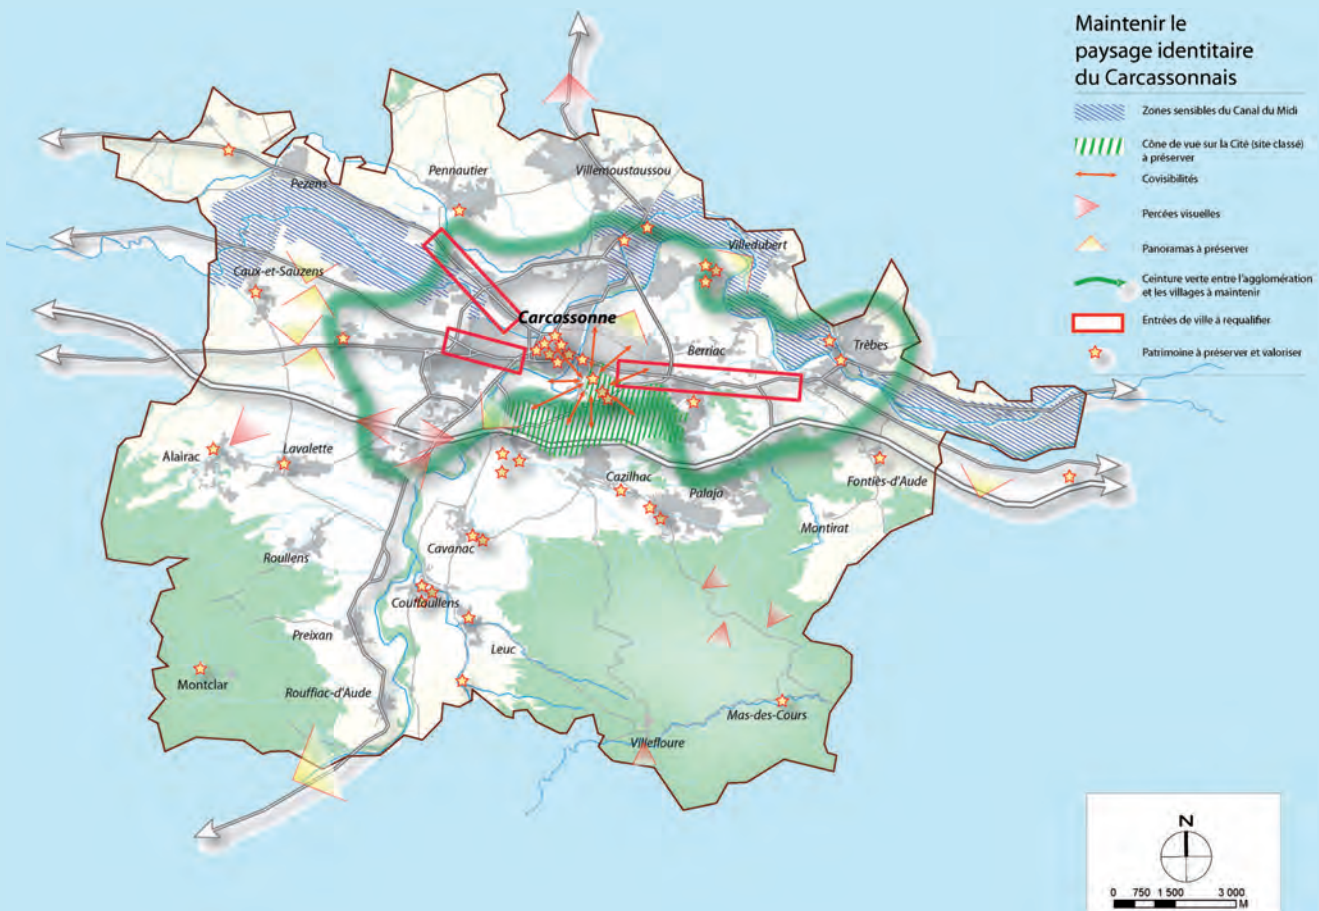 Maintenir le
paysage identitaire
du Carcassonnais
Zones sensibles du Canal du Midi
Cône de vue sur la Cité (site classé)
à préserver
Covisibilités
Percées visuelles
Panoramas à préserver
Ceinture verte entre l'agglomération
et les villages à maintenir
Entrées de ville à requalifier
Patrimoine à préserver et valoriser
Pennautier
Villemoustaussou
Pezens
Villedubert
Caux-et-Sauzens
Carcassonne
Trèbes
Berriac
Lavalette
Alairac
Cazilhac
Palaja
Fontiès-d'Aude
Montirat
Cavanac
Roullens
Couffoullens
Preixan
Leuc
Montclar
Rouffiac-d'Aude
Mas-des-Cours
Villefloure
N
0 750 1 500 3 000
M